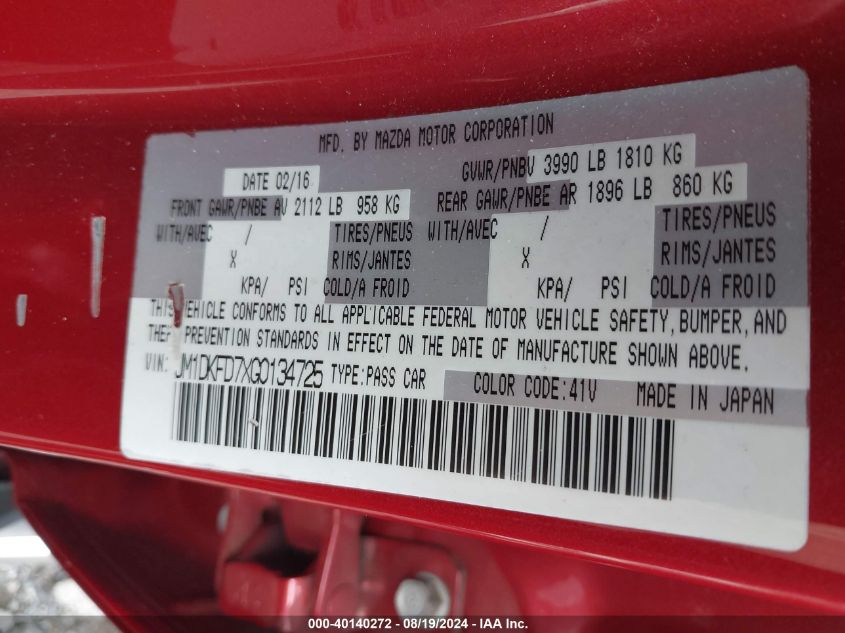 MFD. BY MAZDA MOTOR CORPORATION
DATE 02/16
GVWR/PNBV 3990 LB 1810 KG
FRONT GAWR/PNBE AV 2112 LB 958 KG
REAR GAWR/PNBE AR 1896 LB 860 KG
WITH/AVEC / TIRES/PNEUS WITH/AVEC / TIRES/PNEUS
X RIMS/JANTES X RIMS/JANTES
KPA/ PSI COLD/A FROID KPA/ PSI COLD/A FROID
THIS VEHICLE CONFORMS TO ALL APPLICABLE FEDERAL MOTOR VEHICLE SAFETY, BUMPER, AND
THEFT PREVENTION STANDARDS IN EFFECT ON THE DATE OF MANUFACTURE SHOWN ABOVE.
VIN: JM1DKFD7XG0134725 TYPE:PASS CAR COLOR CODE:41V MADE IN JAPAN
000-40140272 - 08/19/2024 - IAA Inc.